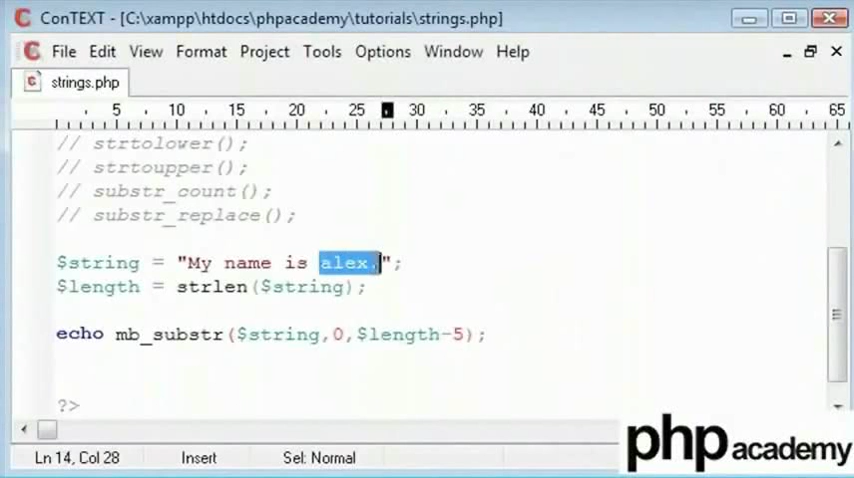 ConTEXT - [C:\xampp\htdocs\phpacademy\tutorials\strings.php]
File Edit View Format Project Tools Options Window Help
strings.php
5 10 15 20 25 30 35 40 45 50 55 60 65
// strtolower();
// strtoupper();
// substr_count();
// substr_replace();
$string = "My name is alex.";
$length = strlen($string);
echo mb_substr($string,0,$length-5);
?>
php academy
Ln 14, Col 28 Insert Sel: Normal